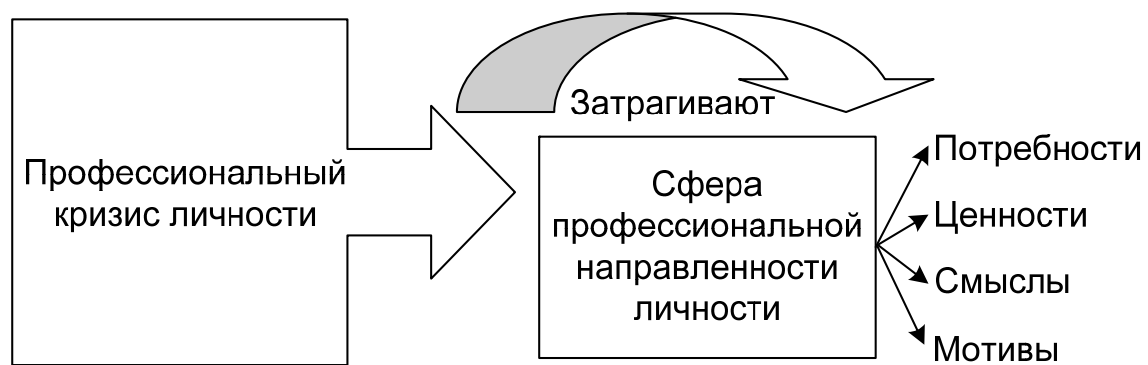 Профессиональный
кризис личности
Затрагивают
Сфера
профессиональной
направленности
личности
Потребности
Ценности
Смыслы
Мотивы